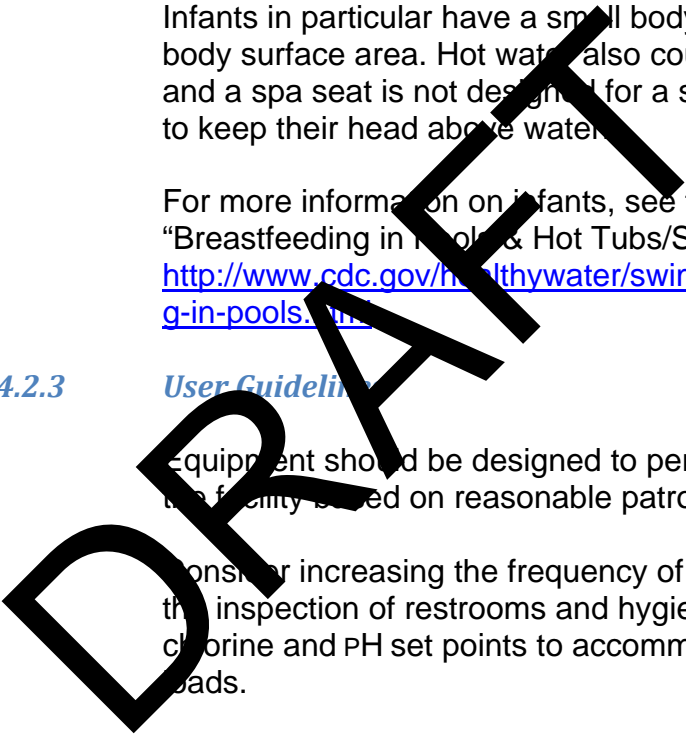 Infants in particular have a small body
body surface area. Hot water also cou
and a spa seat is not designed for a s
to keep their head above water.
For more information on infants, see
"Breastfeeding in Pools & Hot Tubs/S
http://www.cdc.gov/healthywater/swin
g-in-pools.html
4.2.3 User Guideline
Equipment should be designed to per
the facility based on reasonable patro
Consider increasing the frequency of
the inspection of restrooms and hygie
chlorine and PH set points to accomm
loads.
DRAFT